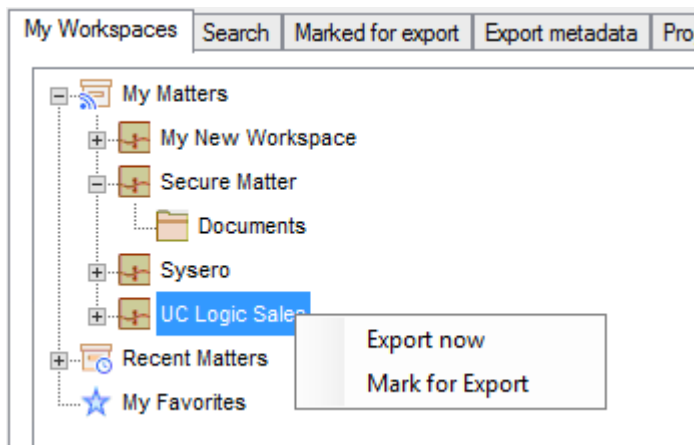 My Workspaces Search Marked for export Export metadata Pro
My Matters
My New Workspace
Secure Matter
Documents
Sysero
UC Logic Sales
Export now
Recent Matters
Mark for Export
My Favorites